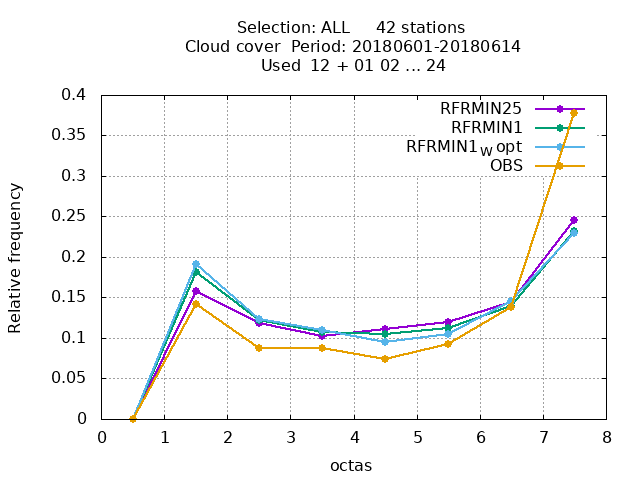 Selection: ALL     42 stations
Cloud cover  Period: 20180601-20180614
Used  12 + 01 02 ... 24
RFRMIN25
RFRMIN1
RFRMIN1W opt
OBS
Relative frequency
0.4
0.35
0.3
0.25
0.2
0.15
0.1
0.05
0
0 1 2 3 4 5 6 7 8
octas